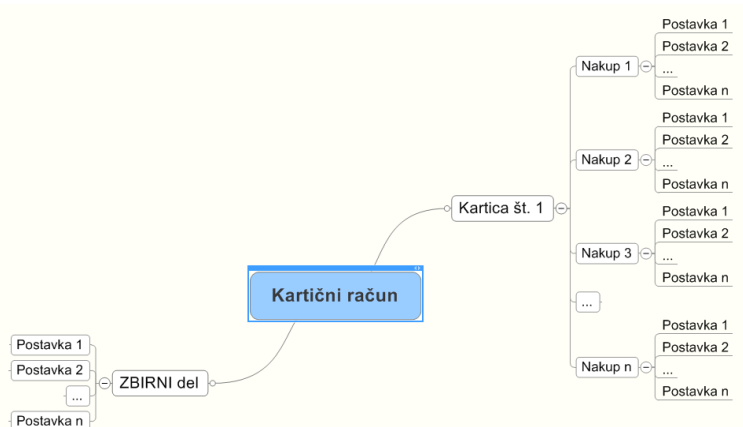 Kartični račun
Kartica št. 1
Nakup 1
Postavka 1
Postavka 2
...
Postavka n
Nakup 2
Postavka 1
Postavka 2
...
Postavka n
Nakup 3
Postavka 1
Postavka 2
...
Postavka n
...
Nakup n
Postavka 1
Postavka 2
...
Postavka n
ZBIRNI del
Postavka 1
Postavka 2
...
Postavka n